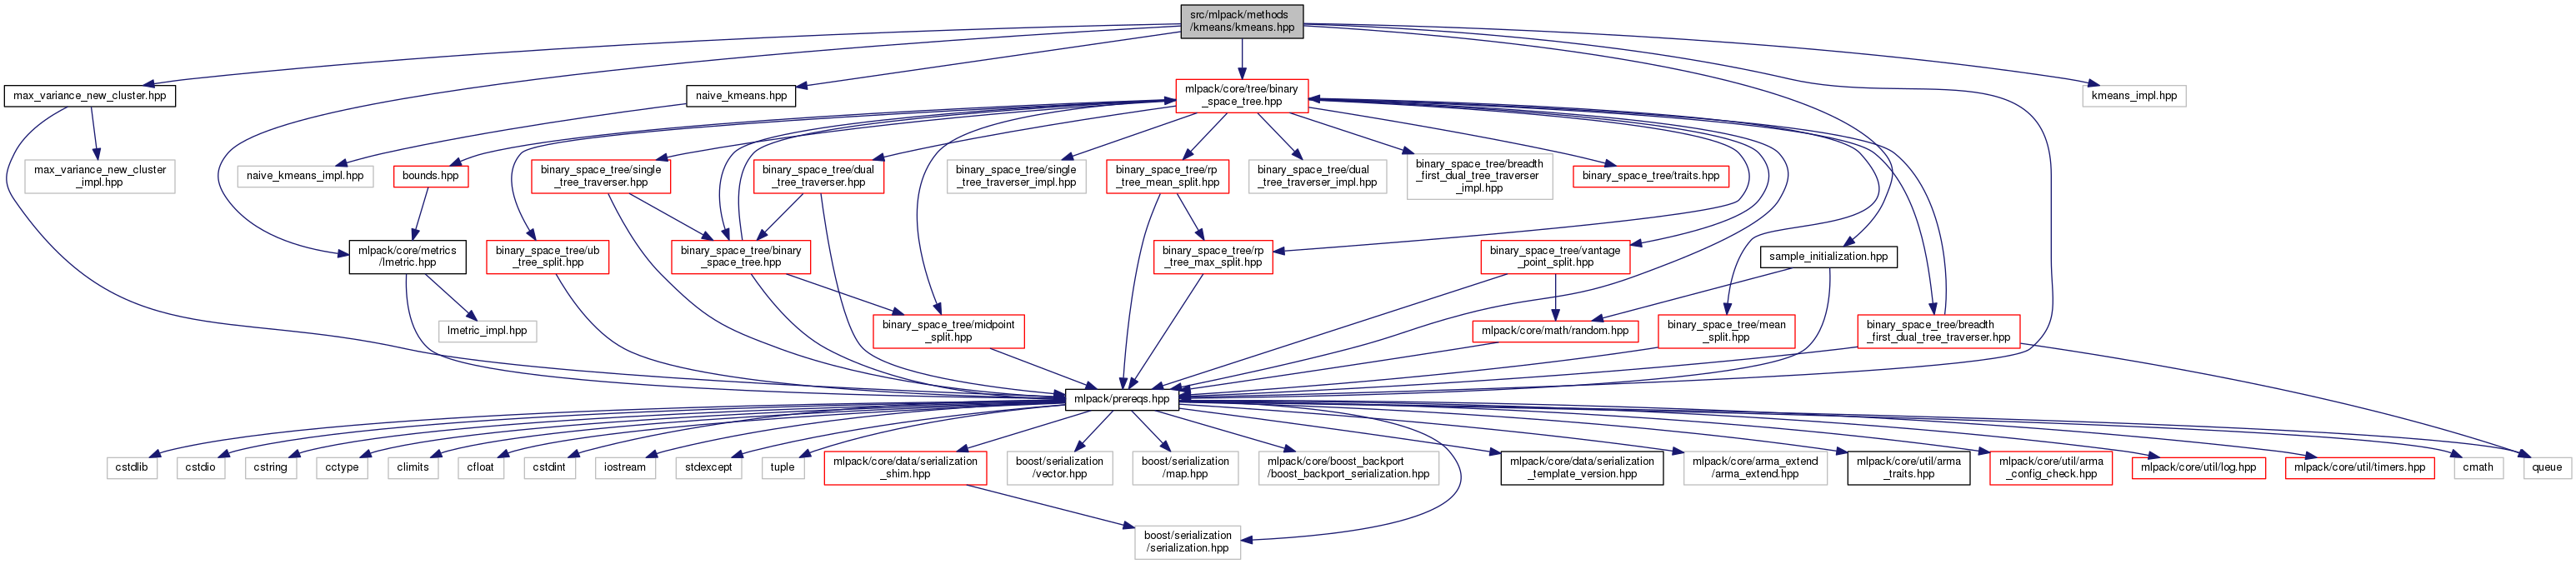 src/mlpack/methods
/kmeans/kmeans.hpp
max_variance_new_cluster.hpp
naive_kmeans.hpp
mlpack/core/tree/binary
_space_tree.hpp
kmeans_impl.hpp
max_variance_new_cluster
_impl.hpp
naive_kmeans_impl.hpp
bounds.hpp
binary_space_tree/single
_tree_traverser.hpp
binary_space_tree/dual
_tree_traverser.hpp
binary_space_tree/single
_tree_traverser_impl.hpp
binary_space_tree/rp
_tree_mean_split.hpp
binary_space_tree/dual
_tree_traverser_impl.hpp
binary_space_tree/breadth
_first_dual_tree_traverser
_impl.hpp
binary_space_tree/traits.hpp
mlpack/core/metrics
/lmetric.hpp
binary_space_tree/ub
_tree_split.hpp
binary_space_tree/binary
_space_tree.hpp
binary_space_tree/rp
_tree_max_split.hpp
binary_space_tree/vantage
_point_split.hpp
sample_initialization.hpp
lmetric_impl.hpp
binary_space_tree/midpoint
_split.hpp
mlpack/core/math/random.hpp
binary_space_tree/mean
_split.hpp
binary_space_tree/breadth
_first_dual_tree_traverser.hpp
mlpack/prereqs.hpp
cstdlib
cstdio
cstring
cctype
climits
cfloat
cstdint
iostream
stdexcept
tuple
mlpack/core/data/serialization
_shim.hpp
boost/serialization
/vector.hpp
boost/serialization
/map.hpp
mlpack/core/boost_backport
/boost_backport_serialization.hpp
mlpack/core/data/serialization
_template_version.hpp
mlpack/core/arma_extend
/arma_extend.hpp
mlpack/core/util/arma
_traits.hpp
mlpack/core/util/arma
_config_check.hpp
mlpack/core/util/log.hpp
mlpack/core/util/timers.hpp
cmath
queue
boost/serialization
/serialization.hpp